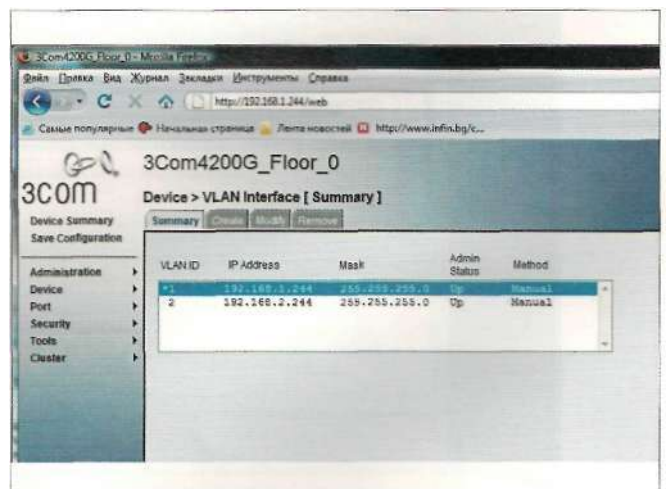 3Com4200G_Floor_0 - Mozilla Firefox
Файл Правка Вид Журнал Закладки Инструменты Справка
http://192.168.1.244/web
Самые популярные Начальная страница Лента новостей http://www.infin.bg/c...
3COM
3Com4200G_Floor_0
Device > VLAN Interface [ Summary ]
Summary Create Modify Remove
Device Summary
Save Configuration
Administration
Device
Port
Security
Tools
Cluster
VLAN ID IP Address Mask Admin Status Method
*1 192.168.1.244 255.255.255.0 Up Manual
2 192.168.2.244 255.255.255.0 Up Manual